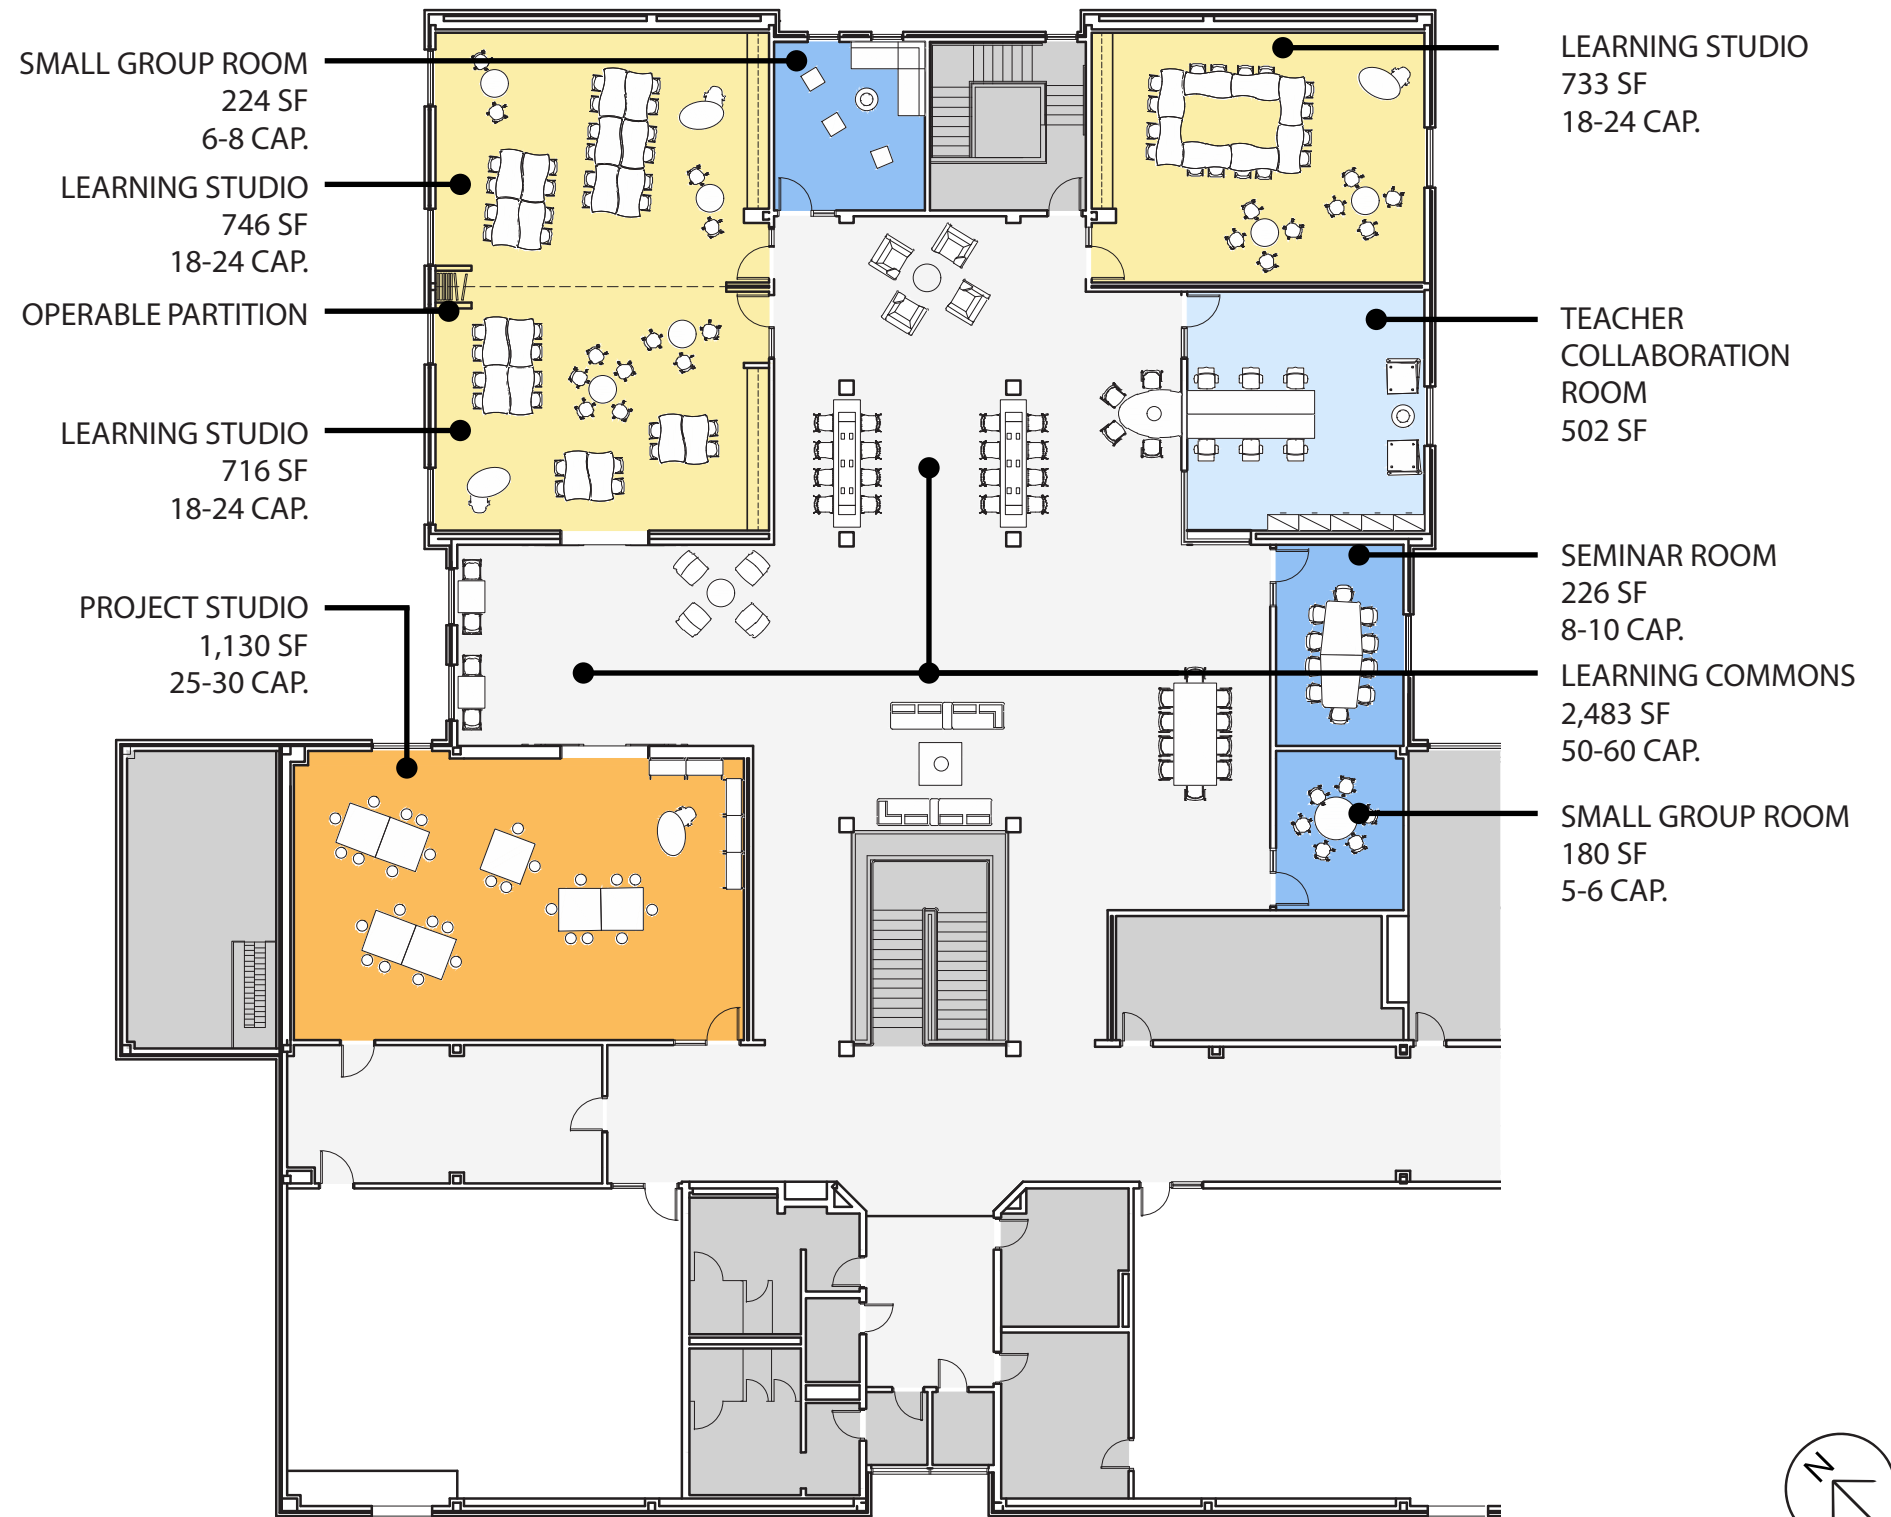 SMALL GROUP ROOM
224 SF
6-8 CAP.
LEARNING STUDIO
746 SF
18-24 CAP.
OPERABLE PARTITION
LEARNING STUDIO
716 SF
18-24 CAP.
PROJECT STUDIO
1,130 SF
25-30 CAP.
LEARNING STUDIO
733 SF
18-24 CAP.
TEACHER
COLLABORATION
ROOM
502 SF
SEMINAR ROOM
226 SF
8-10 CAP.
LEARNING COMMONS
2,483 SF
50-60 CAP.
SMALL GROUP ROOM
180 SF
5-6 CAP.
N